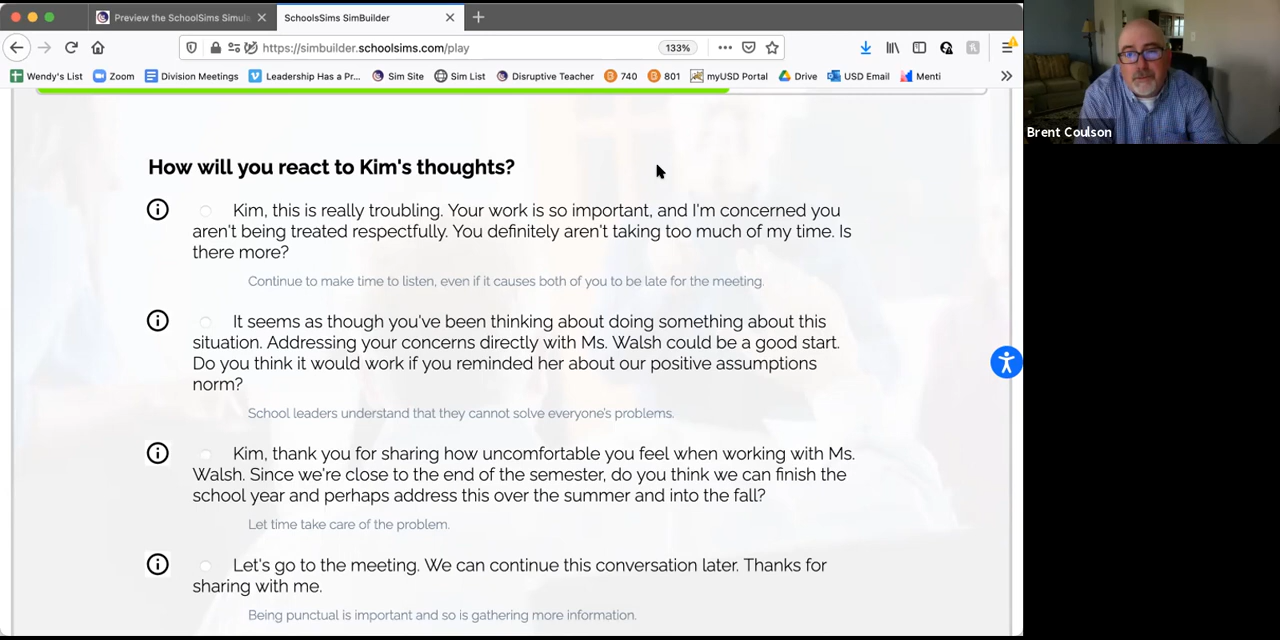 Preview the SchoolSims Simula
SchoolsSims SimBuilder
https://simbuilder.schoolsims.com/play
133%
Wendy's List
Zoom
Division Meetings
Leadership Has a Pr...
Sim Site
Sim List
Disruptive Teacher
740
801
myUSD Portal
Drive
USD Email
Menti
Brent Coulson
How will you react to Kim's thoughts?
Kim, this is really troubling. Your work is so important, and I'm concerned you
aren't being treated respectfully. You definitely aren't taking too much of my time. Is
there more?
Continue to make time to listen, even if it causes both of you to be late for the meeting.
It seems as though you've been thinking about doing something about this
situation. Addressing your concerns directly with Ms. Walsh could be a good start.
Do you think it would work if you reminded her about our positive assumptions
norm?
School leaders understand that they cannot solve everyone's problems.
Kim, thank you for sharing how uncomfortable you feel when working with Ms.
Walsh. Since we're close to the end of the semester, do you think we can finish the
school year and perhaps address this over the summer and into the fall?
Let time take care of the problem.
Let's go to the meeting. We can continue this conversation later. Thanks for
sharing with me.
Being punctual is important and so is gathering more information.